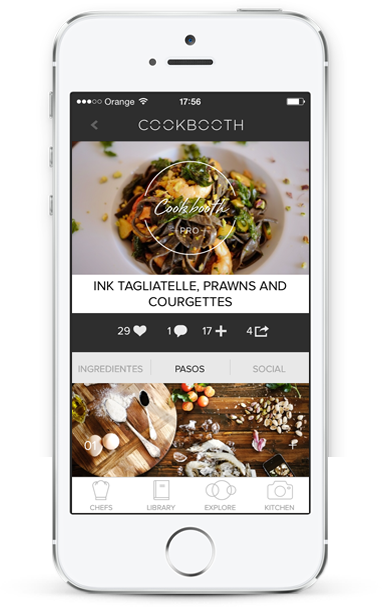 Orange 17:56
COOKBOOTH
Cookbooth
PRO
INK TAGLIATELLE, PRAWNS AND
COURGETTES
29 1 17 4
INGREDIENTES PASOS SOCIAL
01
CHEFS LIBRARY EXPLORE KITCHEN